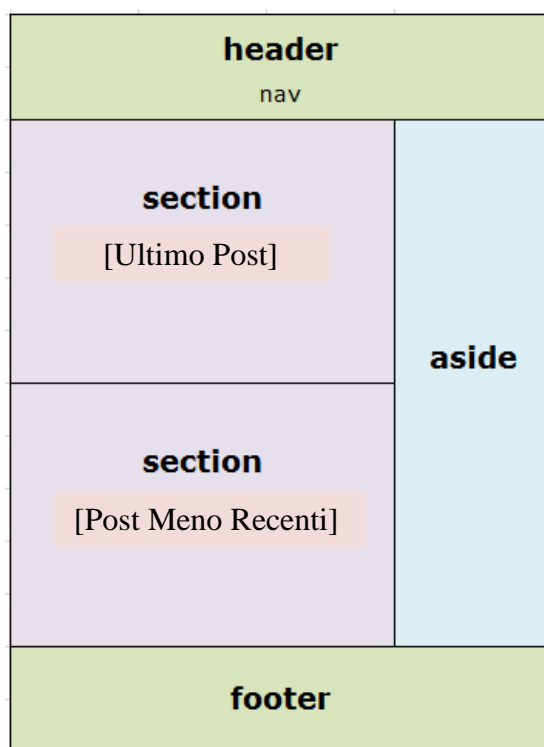 header
nav
section
[Ultimo Post]
aside
section
[Post Meno Recenti]
footer